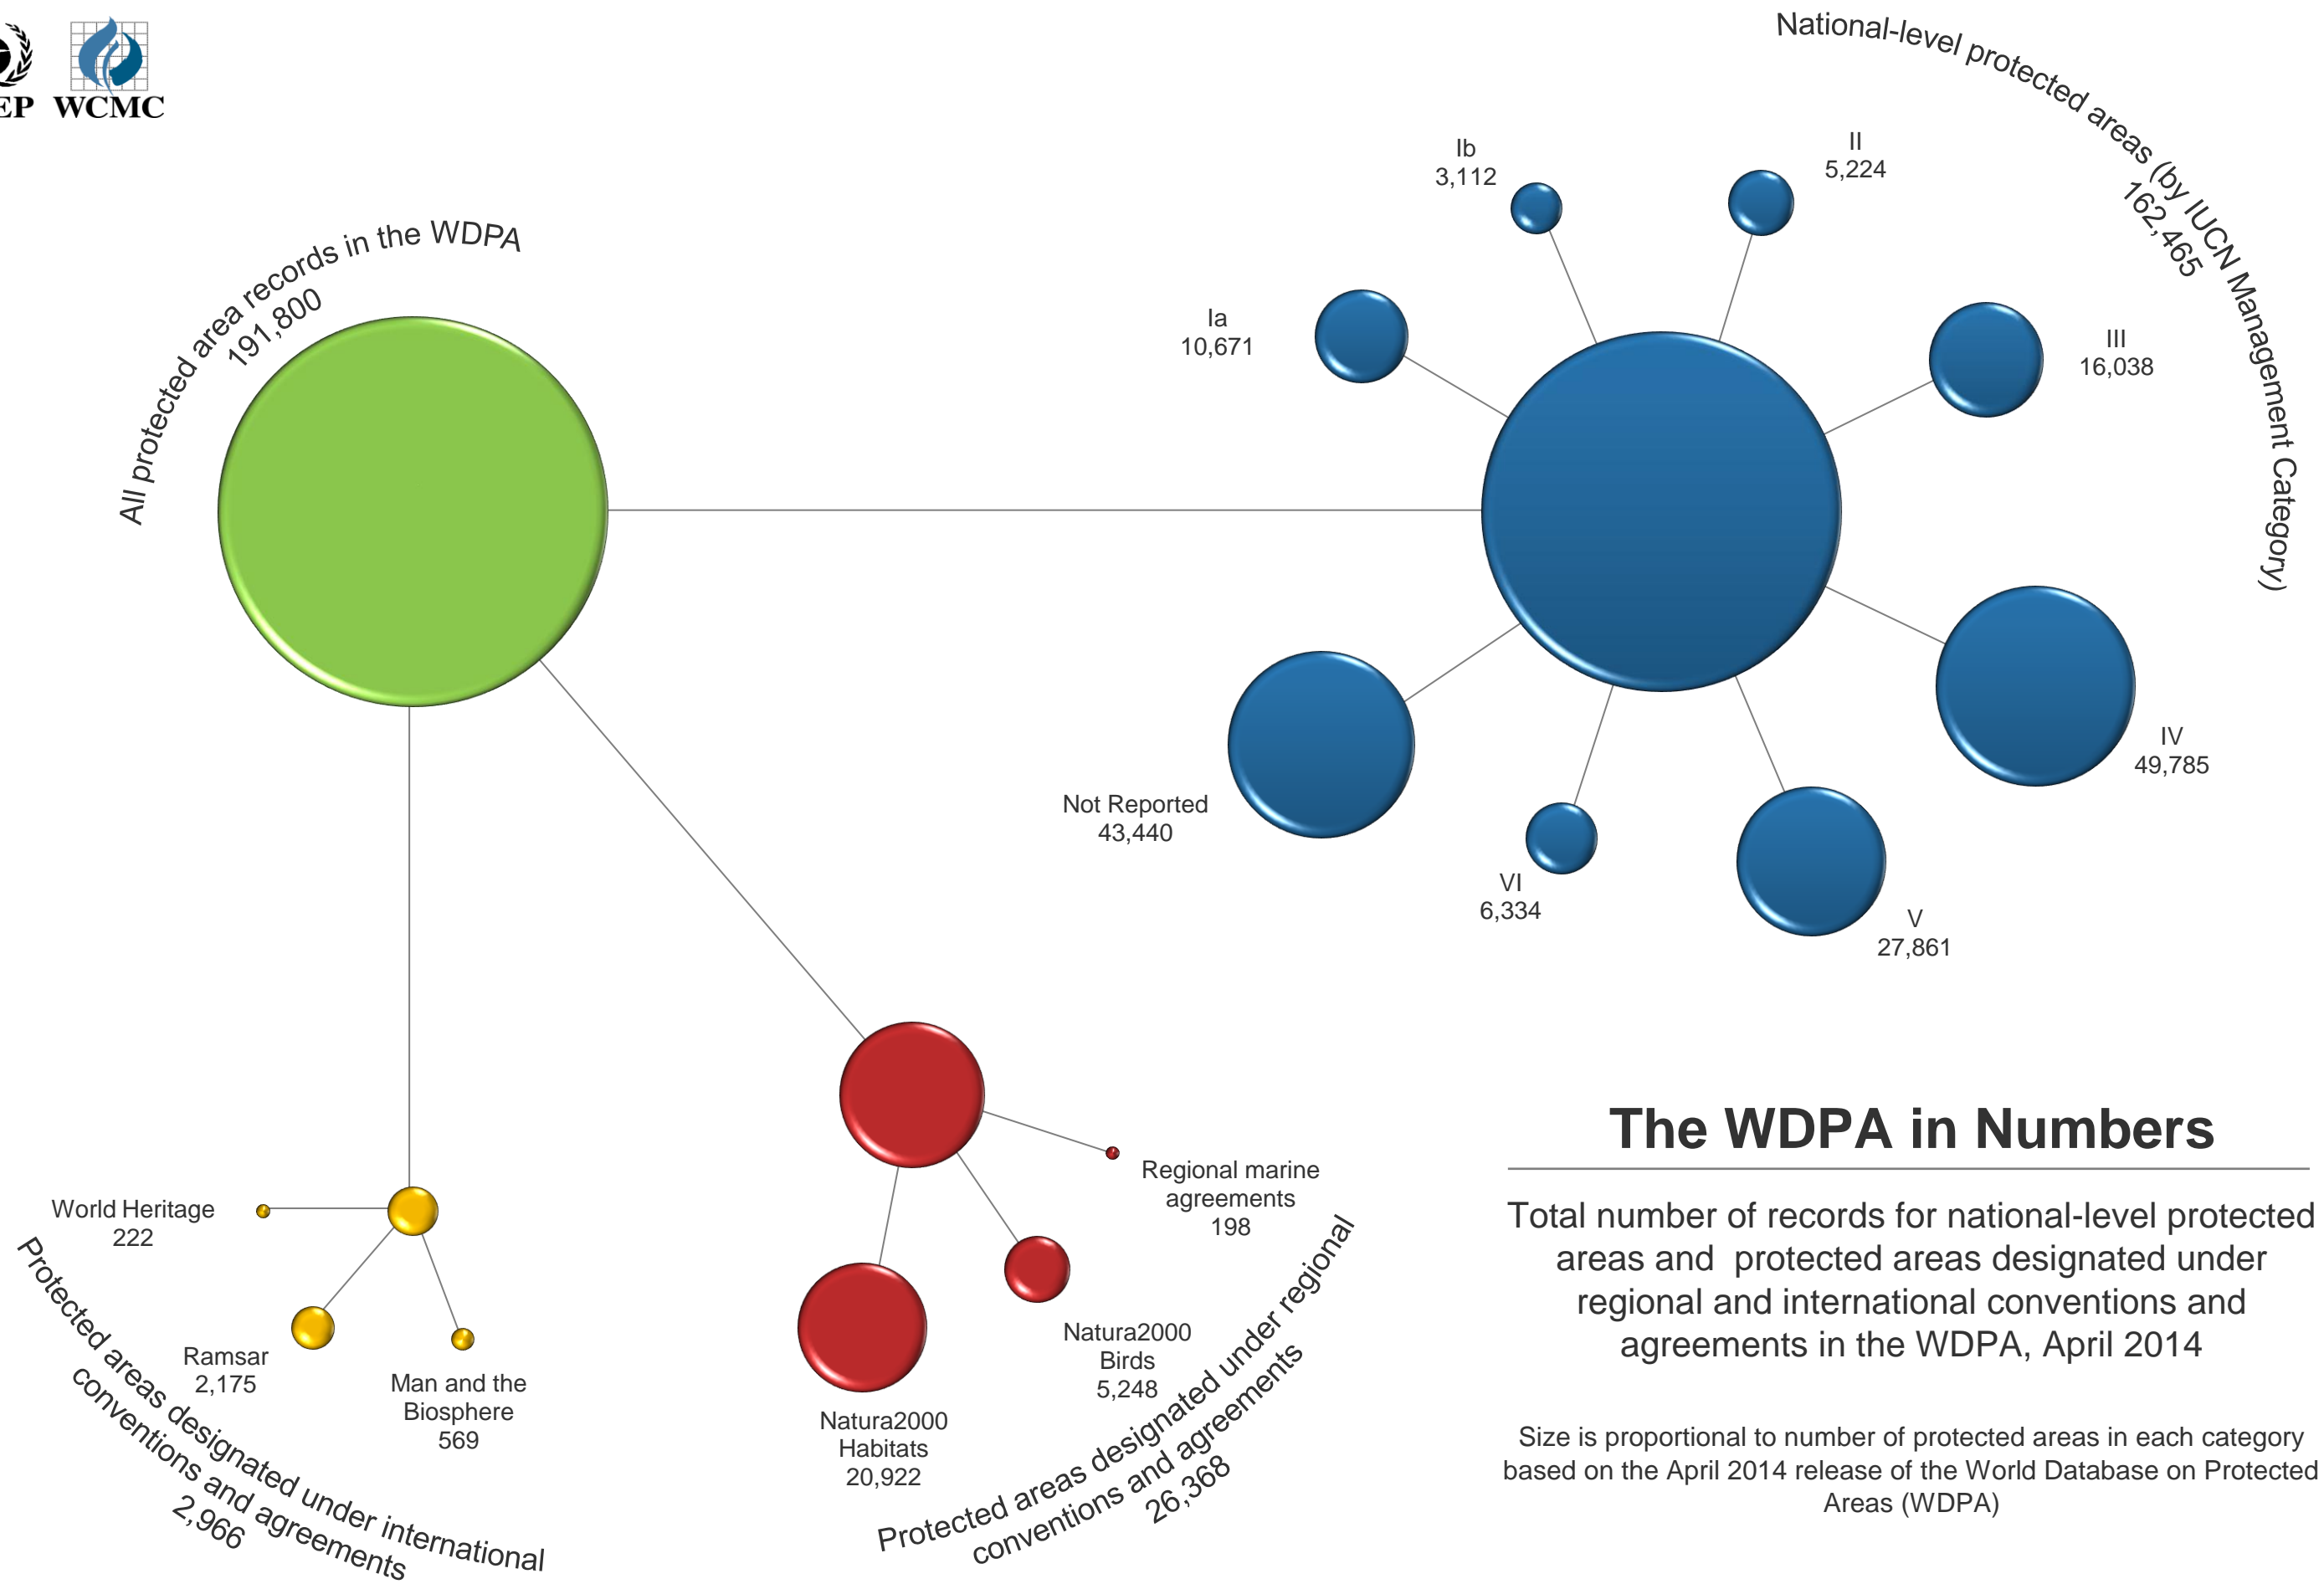 EP WCMC
All protected area records in the WDPA
191,800
National-level protected areas (by IUCN Management Category)
162,465
Ib
3,112
II
5,224
Ia
10,671
III
16,038
IV
49,785
Not Reported
43,440
VI
6,334
V
27,861
World Heritage
222
Ramsar
2,175
Man and the
Biosphere
569
Protected areas designated under international
conventions and agreements
2,966
Regional marine
agreements
198
Natura2000
Birds
5,248
Natura2000
Habitats
20,922
Protected areas designated under regional
conventions and agreements
26,368
The WDPA in Numbers
Total number of records for national-level protected
areas and protected areas designated under
regional and international conventions and
agreements in the WDPA, April 2014
Size is proportional to number of protected areas in each category
based on the April 2014 release of the World Database on Protected
Areas (WDPA)